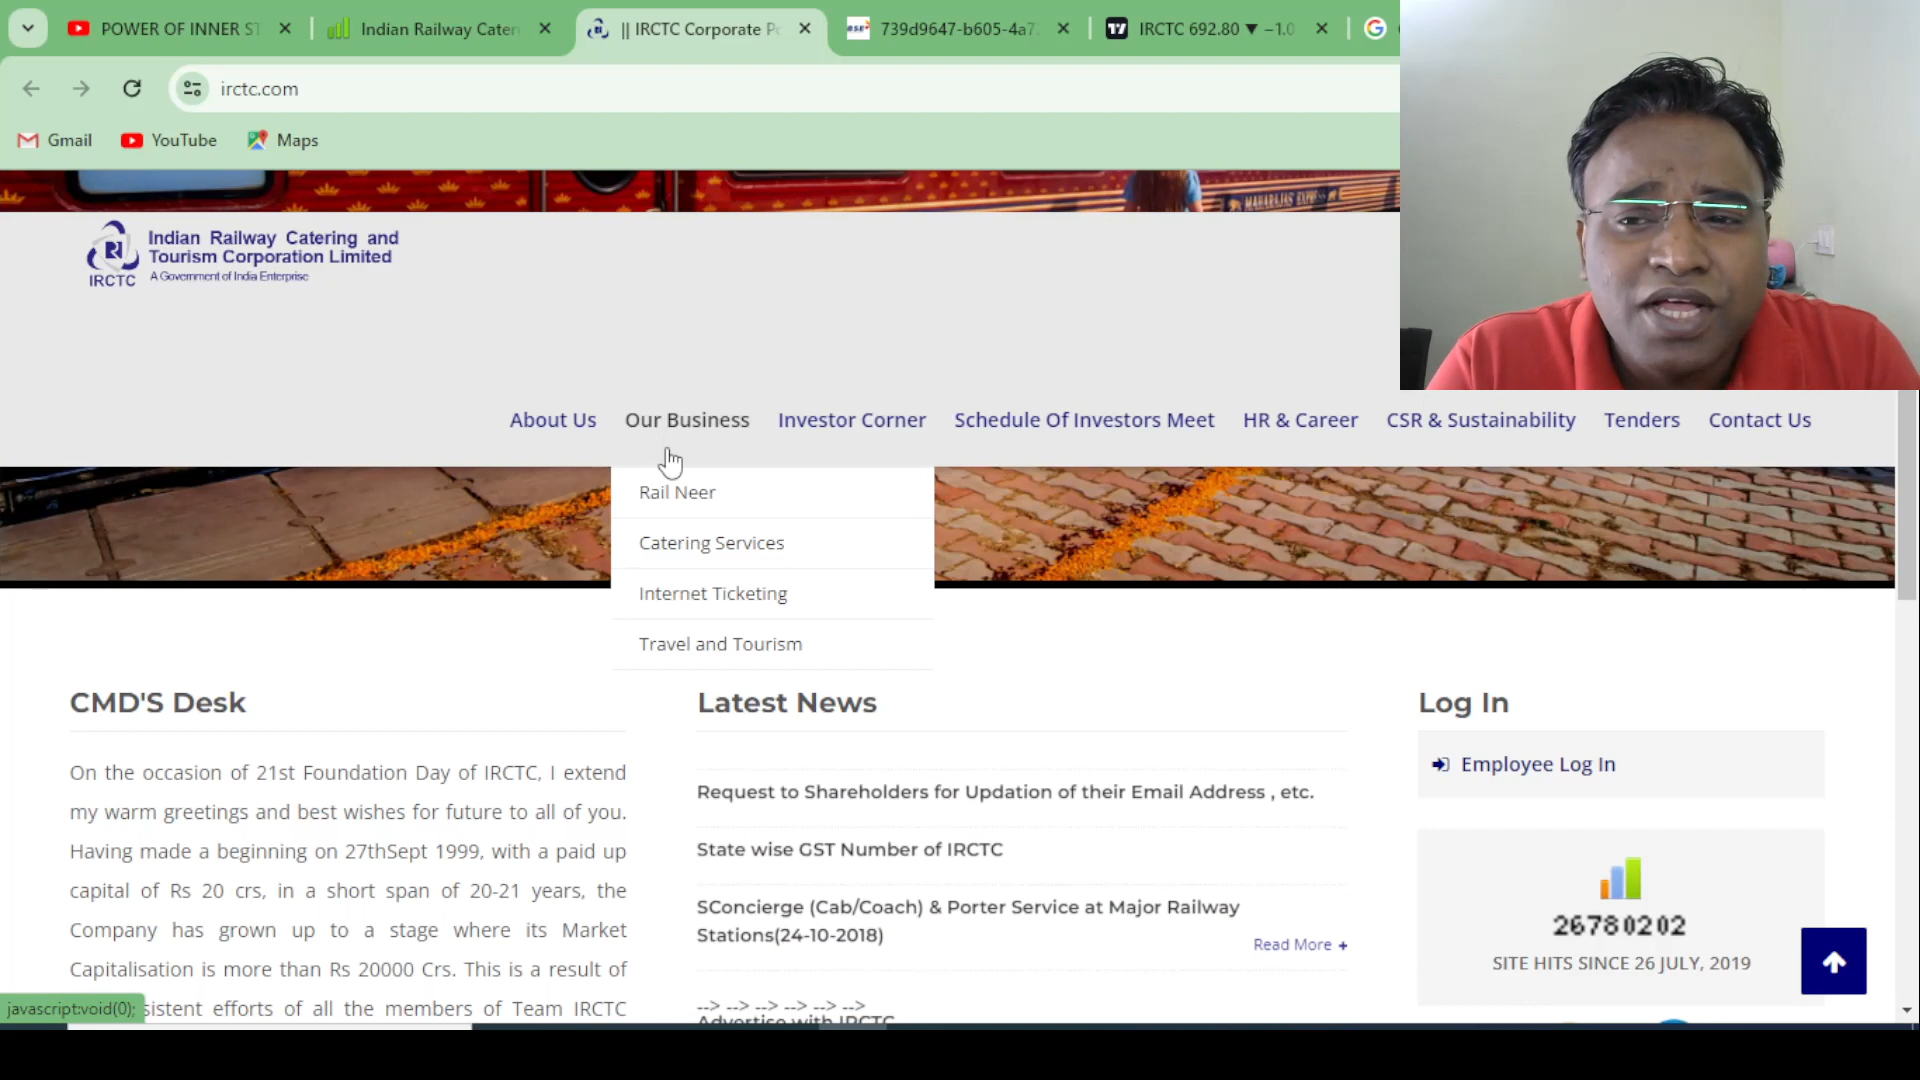 POWER OF INNER ST
Indian Railway Cater
|| IRCTC Corporate Po
739d9647-b605-4a7
IRCTC 692.80 ▼ −1.0
irctc.com
Gmail
YouTube
Maps
MAHARAJAS EXPRESS
Indian Railway Catering and
Tourism Corporation Limited
A Government of India Enterprise
IRCTC
About Us
Our Business
Investor Corner
Schedule Of Investors Meet
HR & Career
CSR & Sustainability
Tenders
Contact Us
Rail Neer
Catering Services
Internet Ticketing
Travel and Tourism
CMD'S Desk
On the occasion of 21st Foundation Day of IRCTC, I extend
my warm greetings and best wishes for future to all of you.
Having made a beginning on 27thSept 1999, with a paid up
capital of Rs 20 crs, in a short span of 20-21 years, the
Company has grown up to a stage where its Market
Capitalisation is more than Rs 20000 Crs. This is a result of
sistent efforts of all the members of Team IRCTC
Latest News
Request to Shareholders for Updation of their Email Address , etc.
State wise GST Number of IRCTC
SConcierge (Cab/Coach) & Porter Service at Major Railway
Stations(24-10-2018)
Read More +
--> --> --> --> -->
Advertise with IRCTC
Log In
Employee Log In
26780202
SITE HITS SINCE 26 JULY, 2019
javascript:void(0);